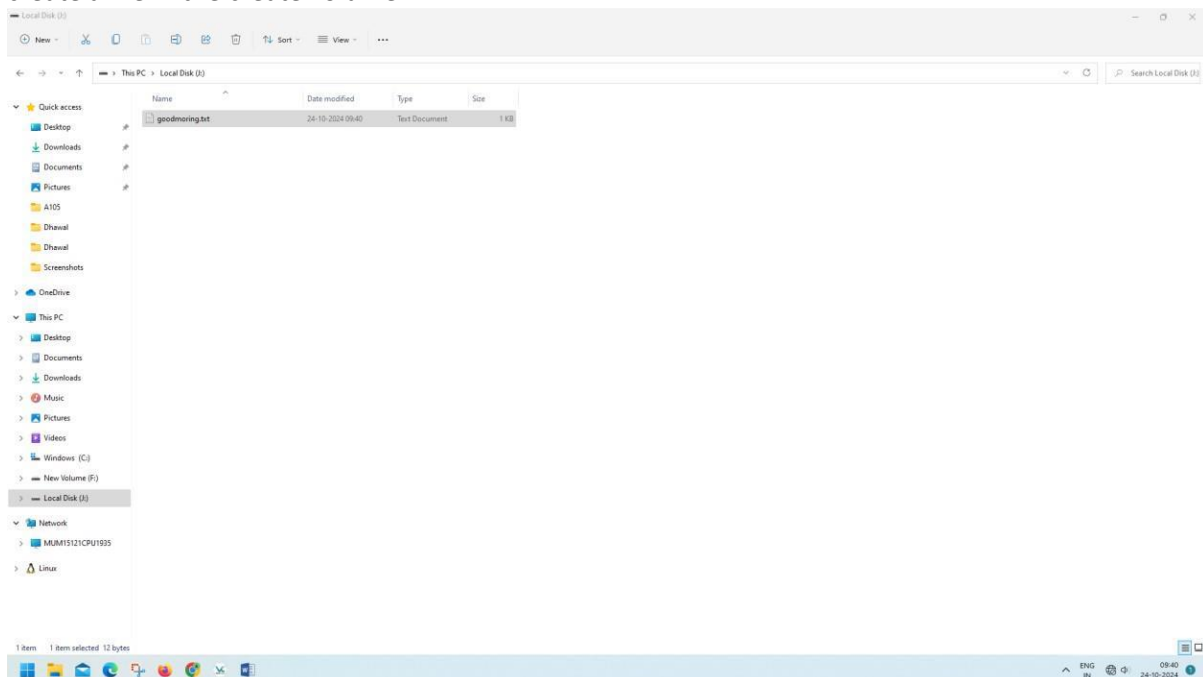 Local Disk (J:)
New
Sort
View
This PC > Local Disk (J:)
Search Local Disk (J:)
Name
Date modified
Type
Size
goodmoring.txt
24-10-2024 09:40
Text Document
1 KB
Quick access
Desktop
Downloads
Documents
Pictures
A105
Dhawal
Dhawal
Screenshots
OneDrive
This PC
Desktop
Documents
Downloads
Music
Pictures
Videos
Windows (C:)
New Volume (F:)
Local Disk (J:)
Network
MUM15121CPU1935
Linux
1 item 1 item selected 12 bytes
ENG
IN
09:40
24-10-2024